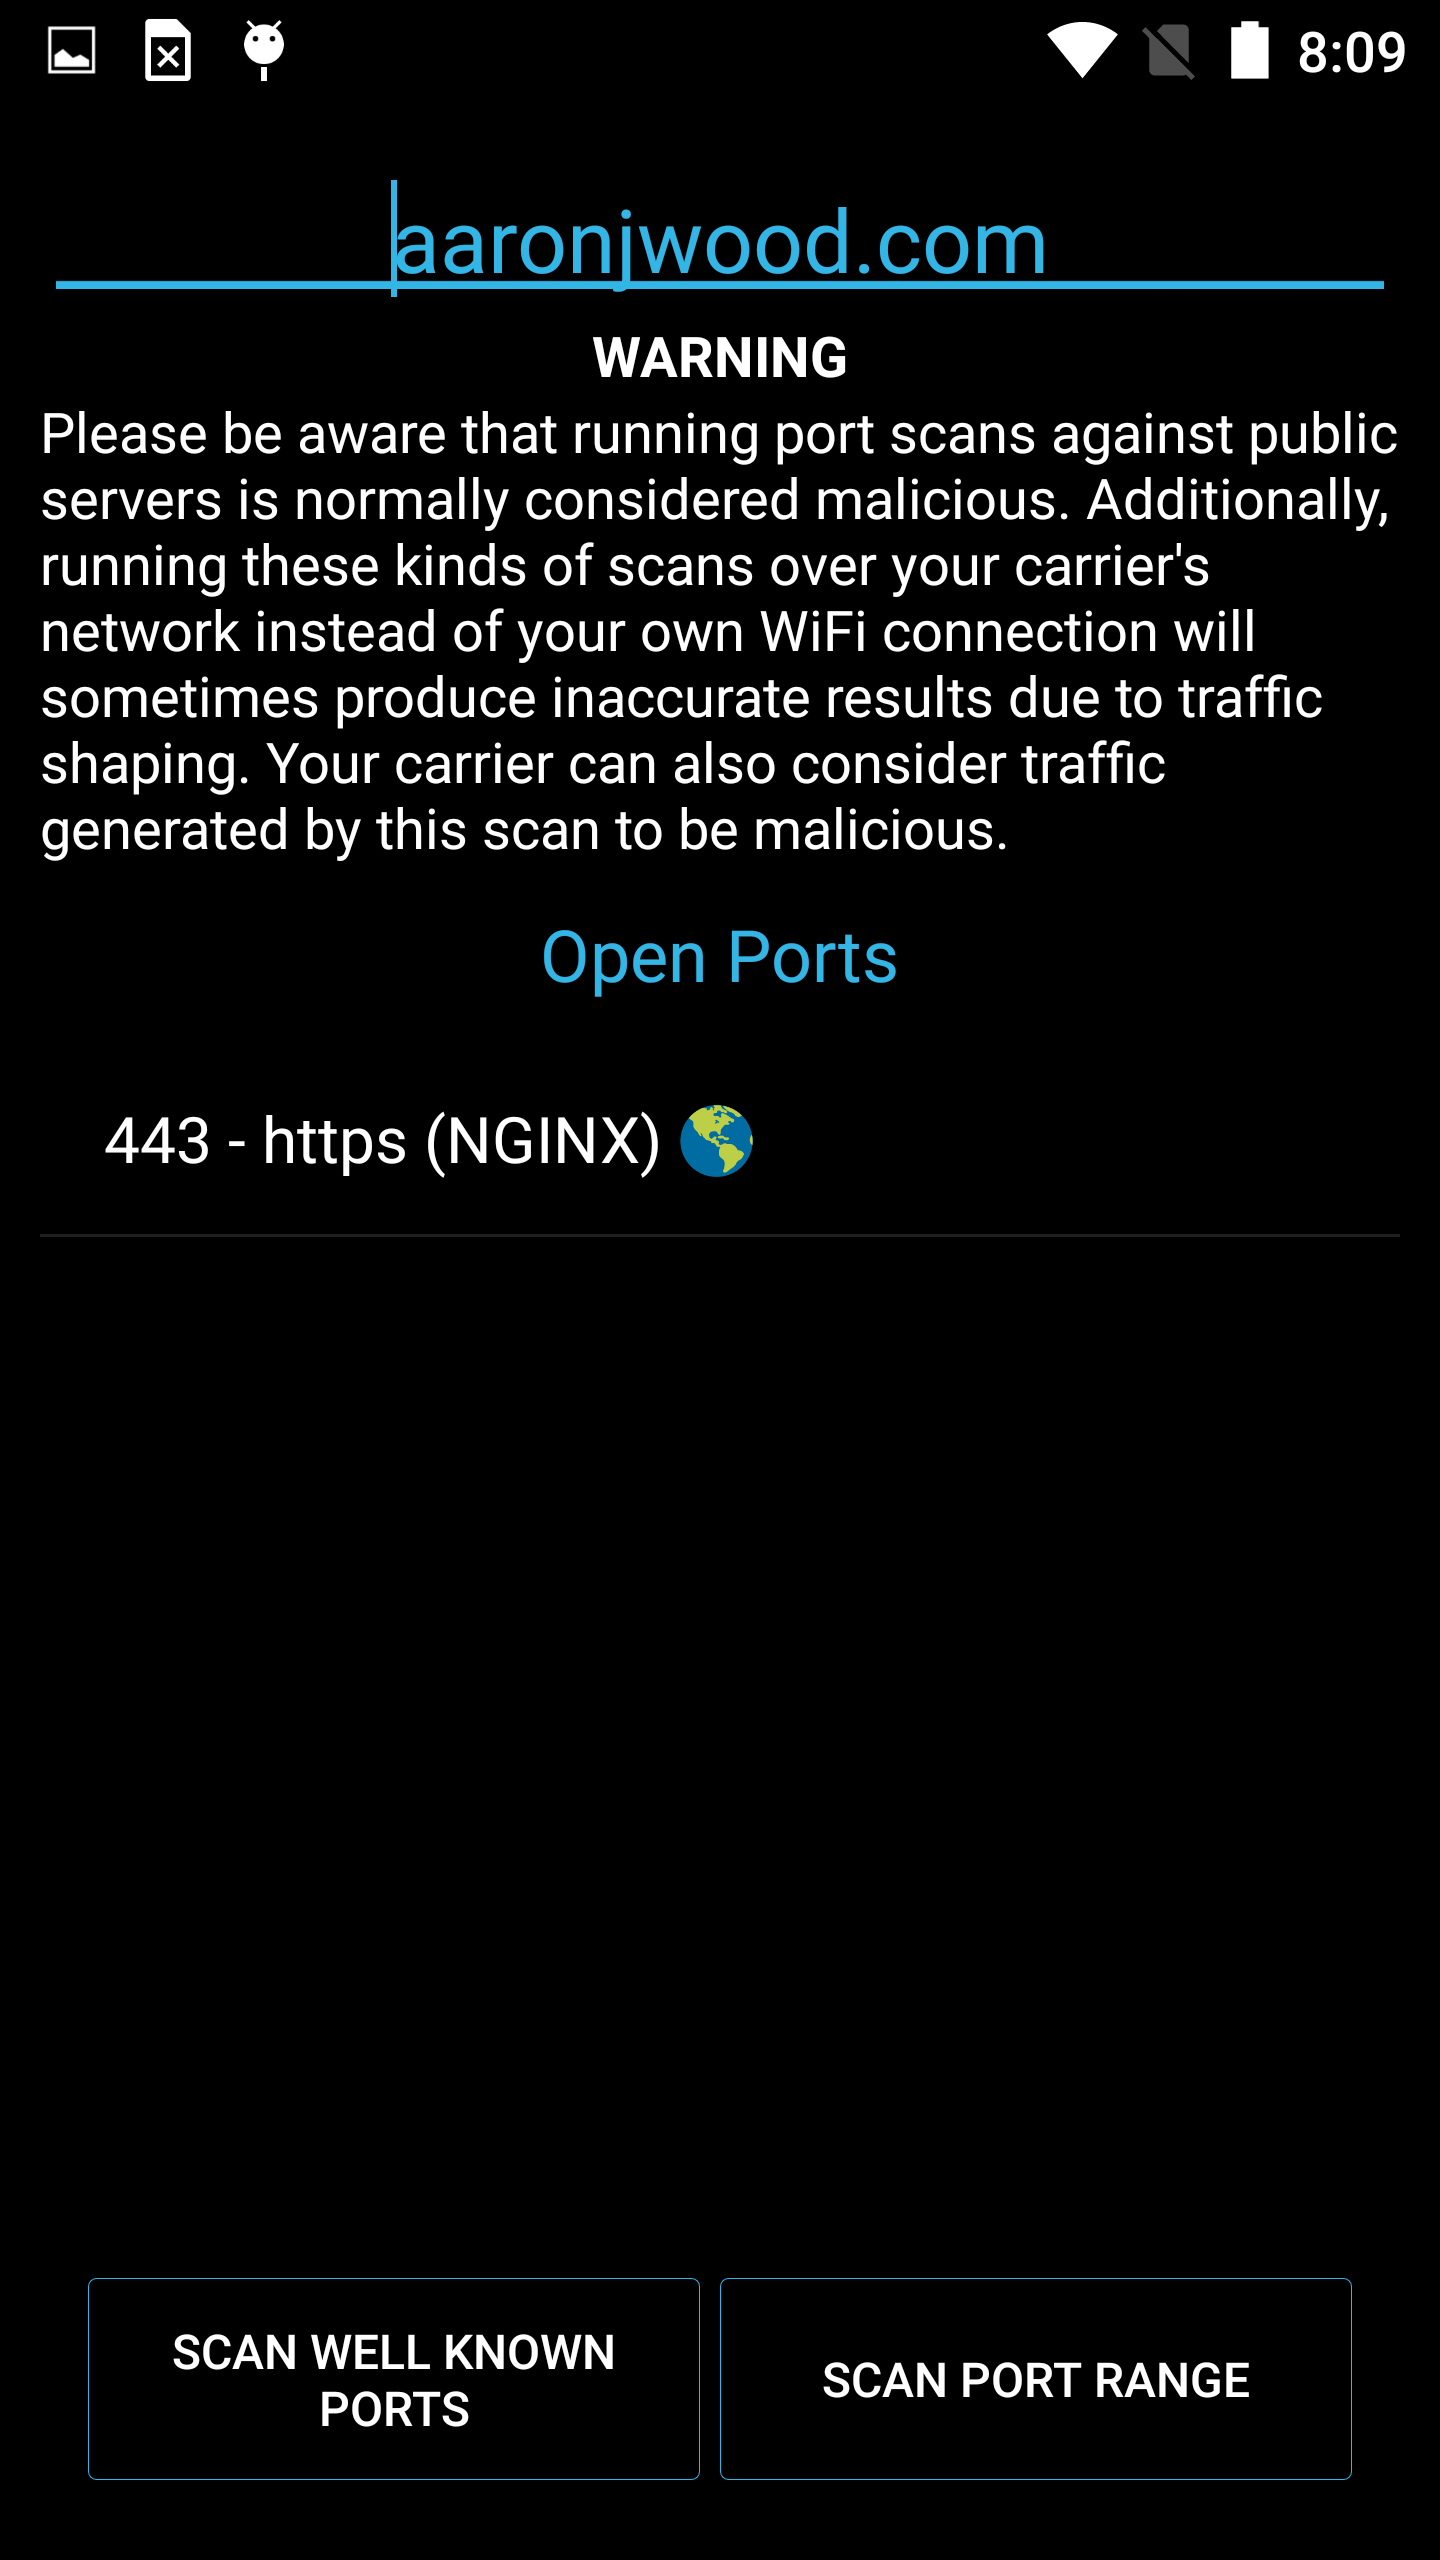 8:09
aaronjwood.com
WARNING
Please be aware that running port scans against public
servers is normally considered malicious. Additionally,
running these kinds of scans over your carrier's
network instead of your own WiFi connection will
sometimes produce inaccurate results due to traffic
shaping. Your carrier can also consider traffic
generated by this scan to be malicious.
Open Ports
443 - https (NGINX)
SCAN WELL KNOWN
PORTS
SCAN PORT RANGE